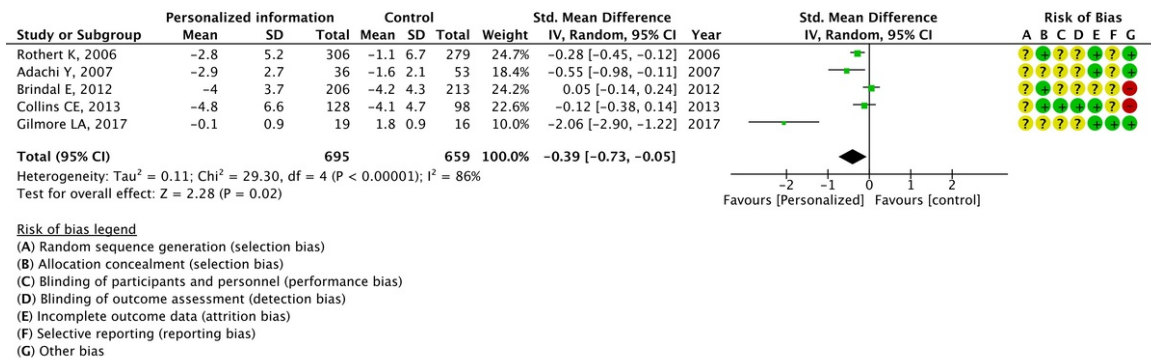 Personalized information Control Std. Mean Difference Std. Mean Difference Risk of Bias
Study or Subgroup Mean SD Total Mean SD Total Weight IV, Random, 95% CI Year IV, Random, 95% CI A B C D E F G
Rothert K, 2006 -2.8 5.2 306 -1.1 6.7 279 24.7% -0.28 [-0.45, -0.12] 2006 ? + ? ? + ? +
Adachi Y, 2007 -2.9 2.7 36 -1.6 2.1 53 18.4% -0.55 [-0.98, -0.11] 2007 ? ? ? ? + ? +
Brindal E, 2012 -4 3.7 206 -4.2 4.3 213 24.2% 0.05 [-0.14, 0.24] 2012 ? + ? ? ? ? -
Collins CE, 2013 -4.8 6.6 128 -4.1 4.7 98 22.6% -0.12 [-0.38, 0.14] 2013 ? + + + + ? -
Gilmore LA, 2017 -0.1 0.9 19 1.8 0.9 16 10.0% -2.06 [-2.90, -1.22] 2017 ? ? ? ? + + +
Total (95% CI) 695 659 100.0% -0.39 [-0.73, -0.05]
Heterogeneity: Tau² = 0.11; Chi² = 29.30, df = 4 (P < 0.00001); I² = 86%
Test for overall effect: Z = 2.28 (P = 0.02)
-2 -1 0 1 2
Favours [Personalized] Favours [control]
Risk of bias legend
(A) Random sequence generation (selection bias)
(B) Allocation concealment (selection bias)
(C) Blinding of participants and personnel (performance bias)
(D) Blinding of outcome assessment (detection bias)
(E) Incomplete outcome data (attrition bias)
(F) Selective reporting (reporting bias)
(G) Other bias